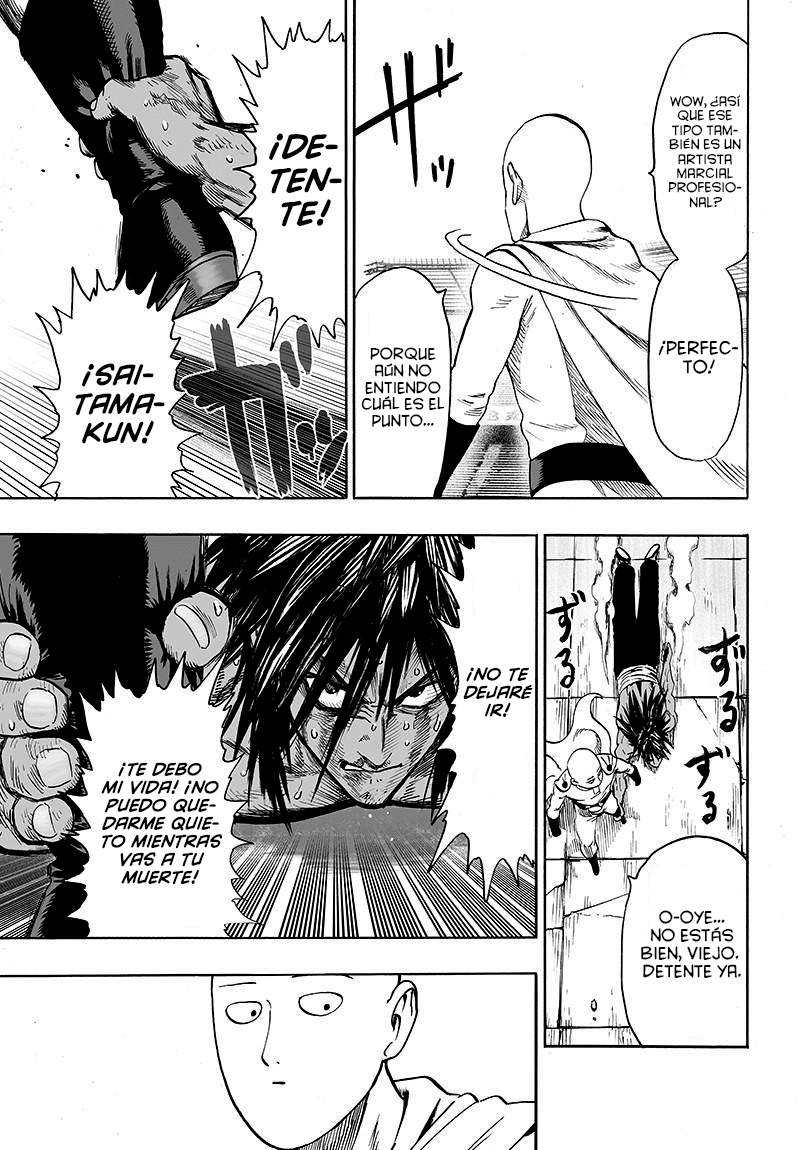 WOW, ¿ASÍ
QUE ESE
TIPO TAM-
BIÉN ES UN
ARTISTA
MARCIAL
PROFESIO-
NAL?
¡PERFEC-
TO!
PORQUE
AÚN NO
ENTIENDO
CUÁL ES EL
PUNTO...
¡DE-
TEN-
TE!
ガシッ
¡SAI-
TAMA-
KUN!
ずる
ずる
ずる
O-OYE...
NO ESTÁS
BIEN, VIEJO.
DETENTE YA.
¡NO TE
DEJARÉ
IR!
¡TE DEBO
MI VIDA! ¡NO
PUEDO QUE-
DARME QUIE-
TO MIENTRAS
VAS A TU
MUERTE!